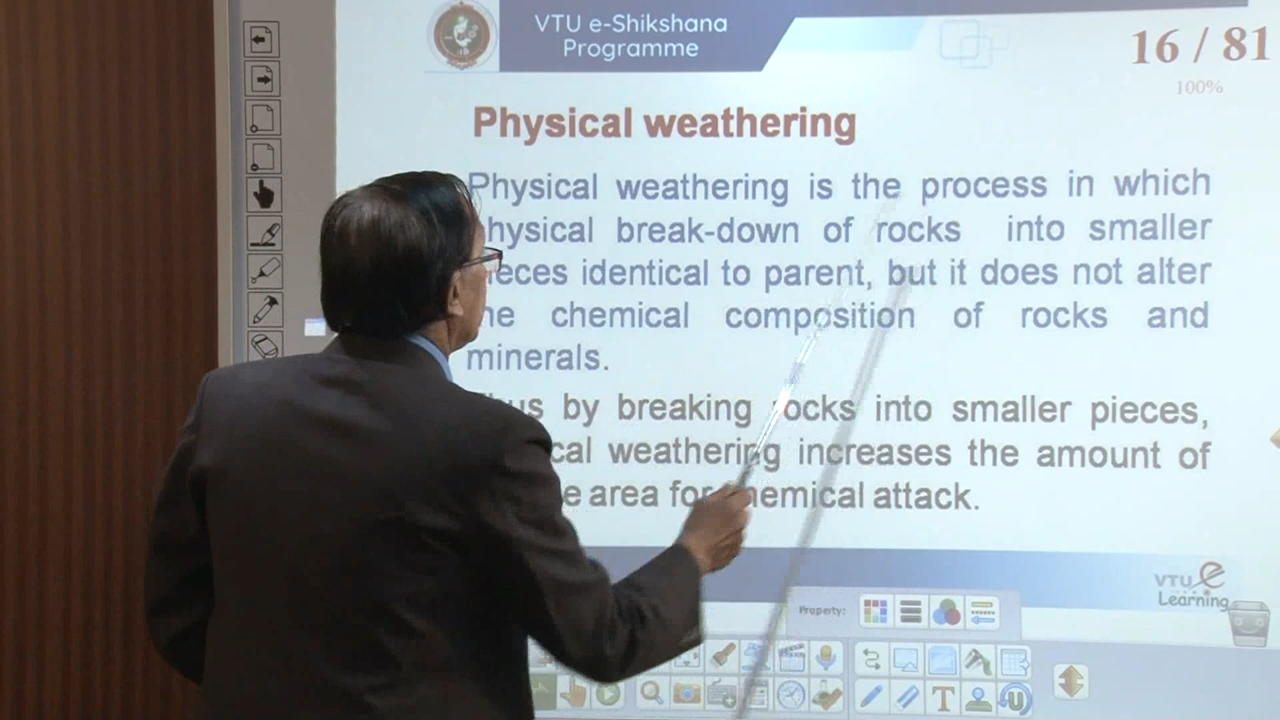 VTU e-Shikshana
Programme
16 / 81
100%
Physical weathering
Physical weathering is the process in which
hysical break-down of rocks into smaller
ieces identical to parent, but it does not alter
he chemical composition of rocks and
minerals.
hus by breaking ocks into smaller pieces,
cal weathering increases the amount of
e area for hemical attack.
VTU e
Learning
Property: